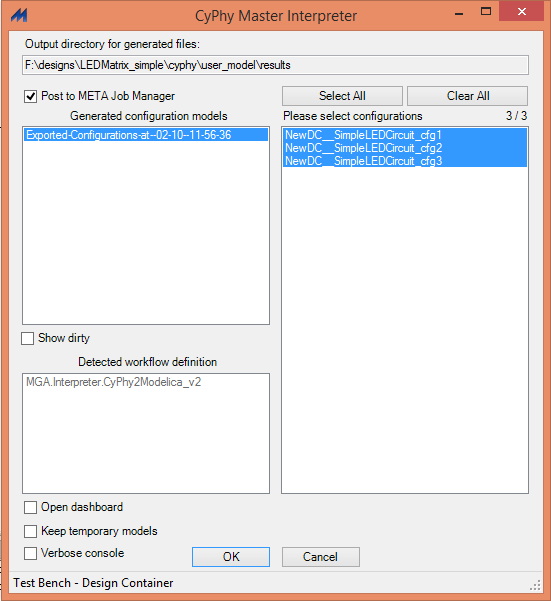 CyPhy Master Interpreter
Output directory for generated files:
F:\designs\LEDMatrix_simple\cyphy\user_model\results
Post to META Job Manager
Select All
Clear All
Generated configuration models
Please select configurations 3 / 3
Exported-Configurations-at--02-10--11-56-36
NewDC__SimpleLEDCircuit_cfg1
NewDC__SimpleLEDCircuit_cfg2
NewDC__SimpleLEDCircuit_cfg3
Show dirty
Detected workflow definition
MGA.Interpreter.CyPhy2Modelica_v2
Open dashboard
Keep temporary models
Verbose console
OK
Cancel
Test Bench - Design Container